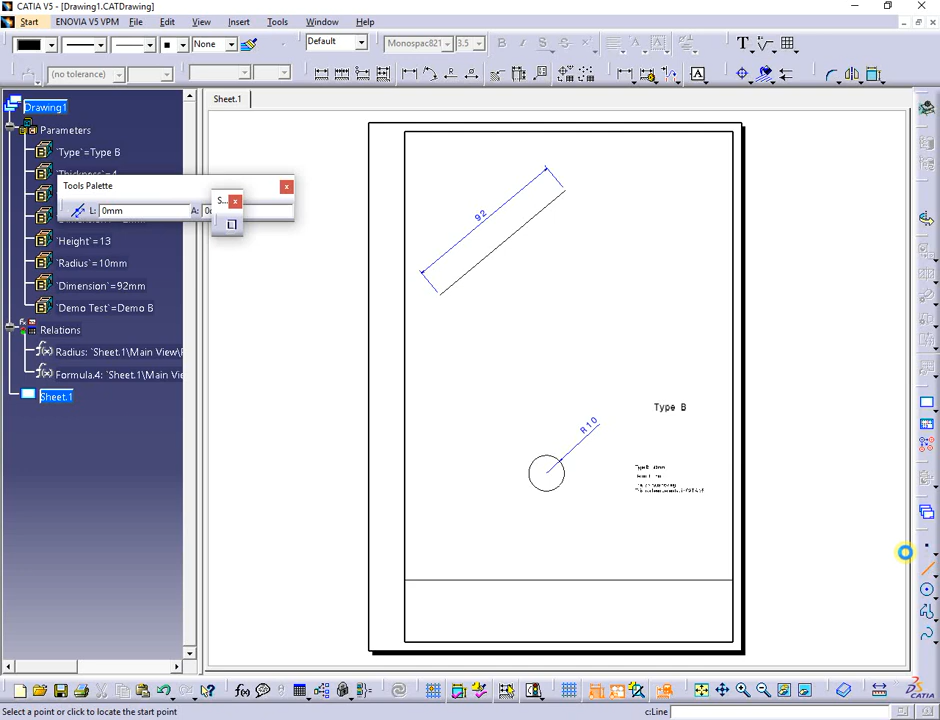 CATIA V5 - [Drawing1.CATDrawing]
Start ENOVIA V5 VPM File Edit View Insert Tools Window Help
None Default Monospac821 3.5 B I S
(no tolerance)
Drawing1
Sheet.1
Parameters
`Type`=Type B
Tools Palette
L: 0mm A:
S...
`Height`=13
`Radius`=10mm
`Dimension`=92mm
`Demo Test`=Demo B
Relations
Radius: `Sheet.1\Main View\
Formula.4: `Sheet.1\Main Vie
Sheet.1
92
Type B
R10
Select a point or click to locate the start point c:Line
DS CATIA